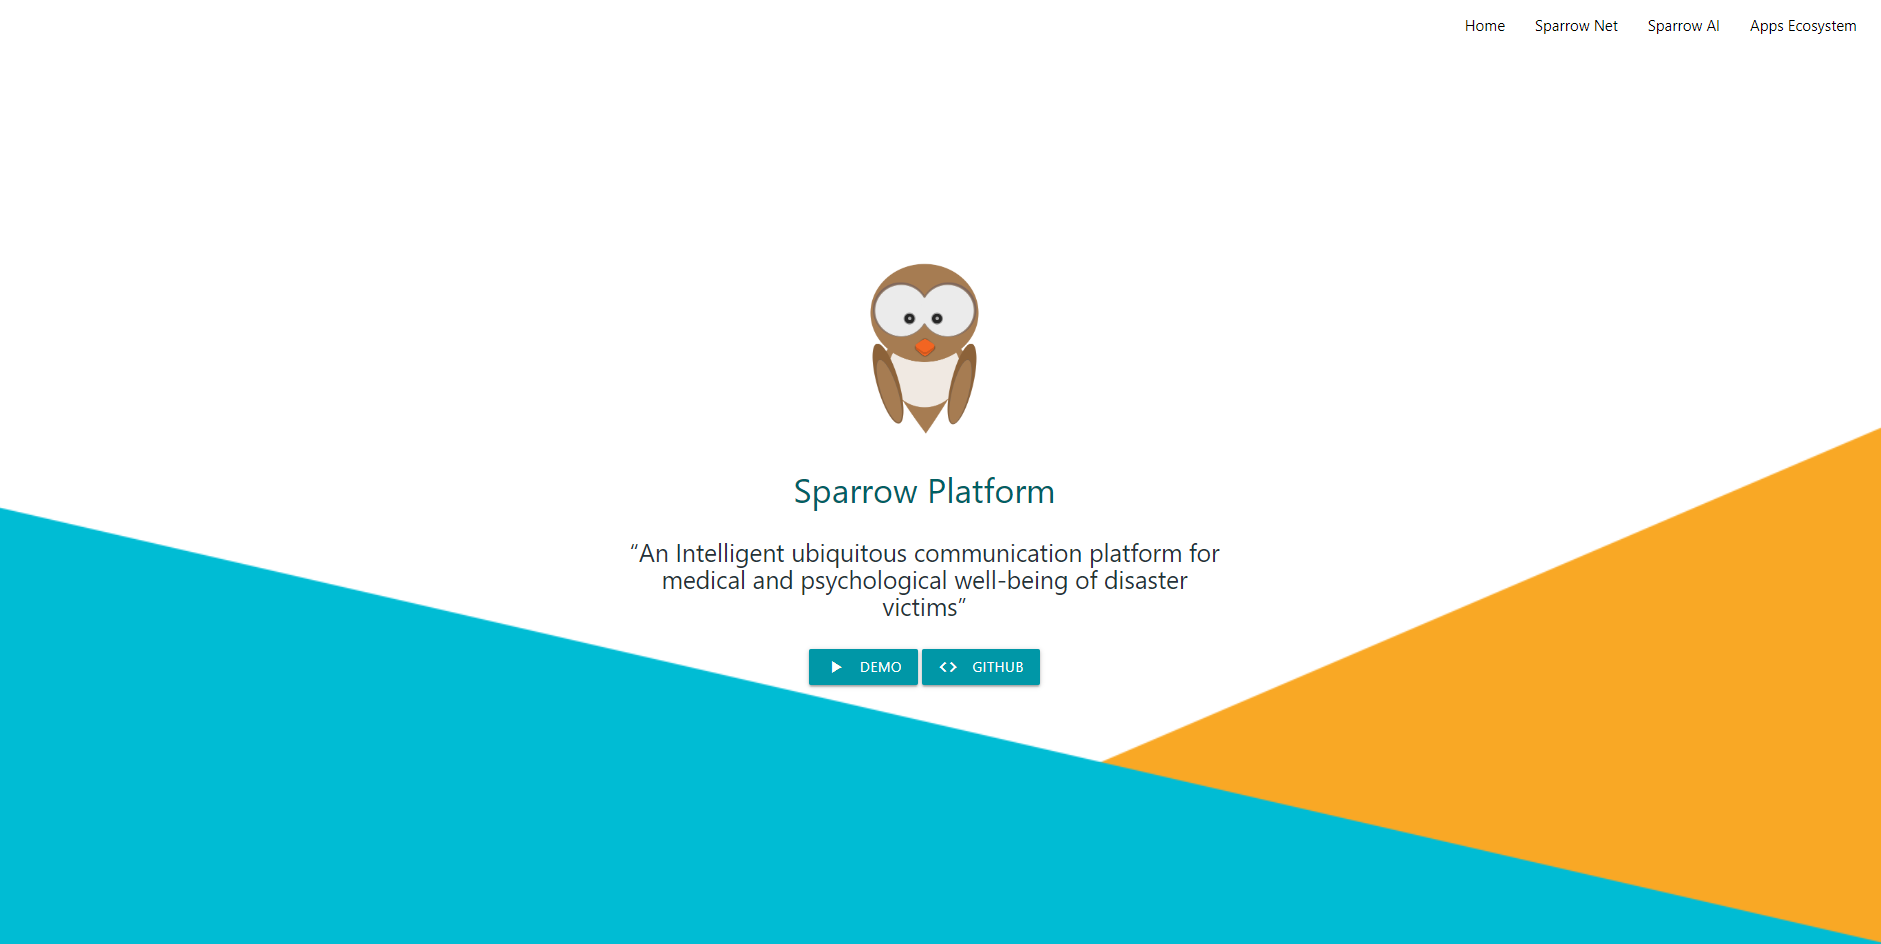 Home Sparrow Net Sparrow AI Apps Ecosystem
Sparrow Platform
“An Intelligent ubiquitous communication platform for
medical and psychological well-being of disaster
victims”
DEMO GITHUB